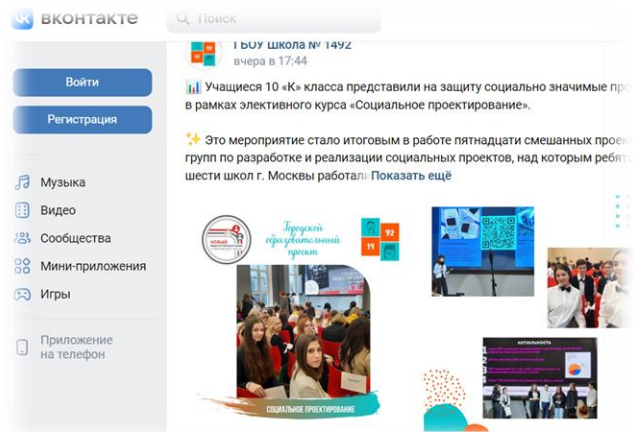 вконтакте
Поиск
Войти
Регистрация
Музыка
Видео
Сообщества
Мини-приложения
Игры
Приложение
на телефон
ГБОУ Школа № 1492
вчера в 17:44
Учащиеся 10 «К» класса представили на защиту социально значимые
в рамках элективного курса «Социальное проектирование».
Это мероприятие стало итоговым в работе пятнадцати смешанных
групп по разработке и реализации социальных проектов, над которым
шести школ г. Москвы работали Показать ещё
НОВЫЙ
Городской
образовательный
проект
92
14
СОЦИАЛЬНОЕ ПРОЕКТИРОВАНИЕ
АКТУАЛЬНОСТЬ